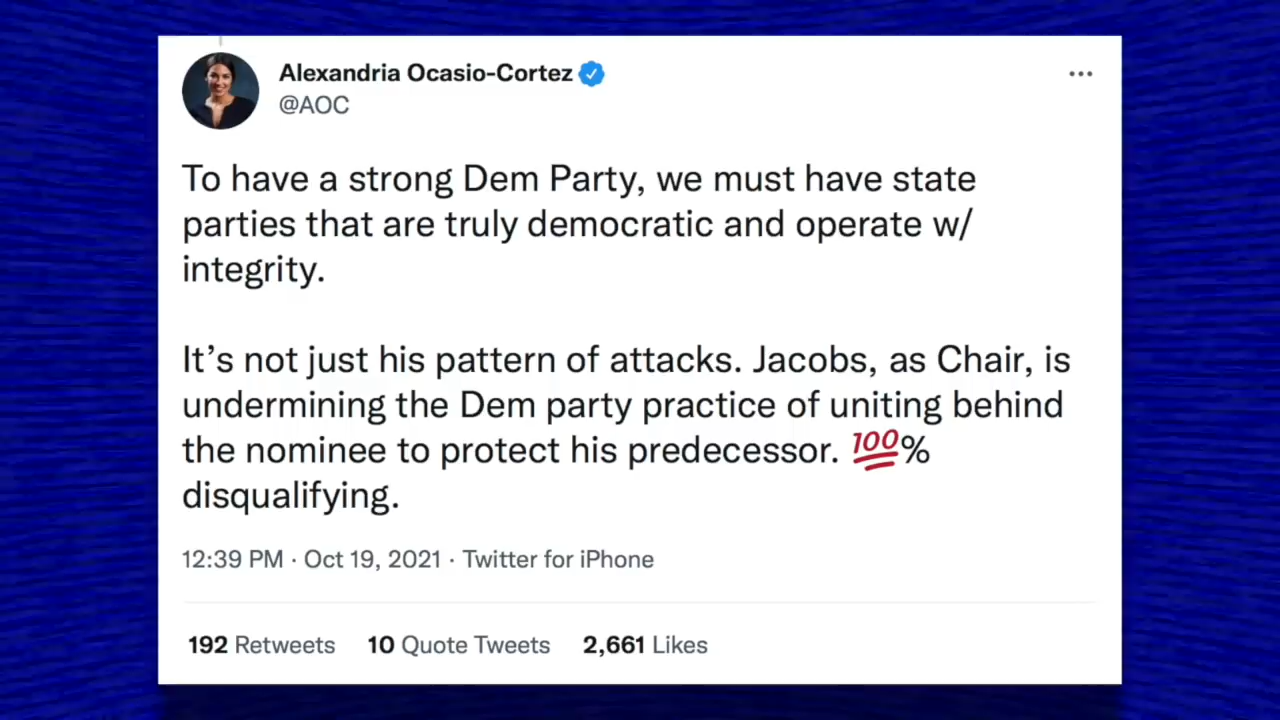 Alexandria Ocasio-Cortez
@AOC
To have a strong Dem Party, we must have state
parties that are truly democratic and operate w/
integrity.
It’s not just his pattern of attacks. Jacobs, as Chair, is
undermining the Dem party practice of uniting behind
the nominee to protect his predecessor. 💯%
disqualifying.
12:39 PM · Oct 19, 2021 · Twitter for iPhone
192 Retweets 10 Quote Tweets 2,661 Likes